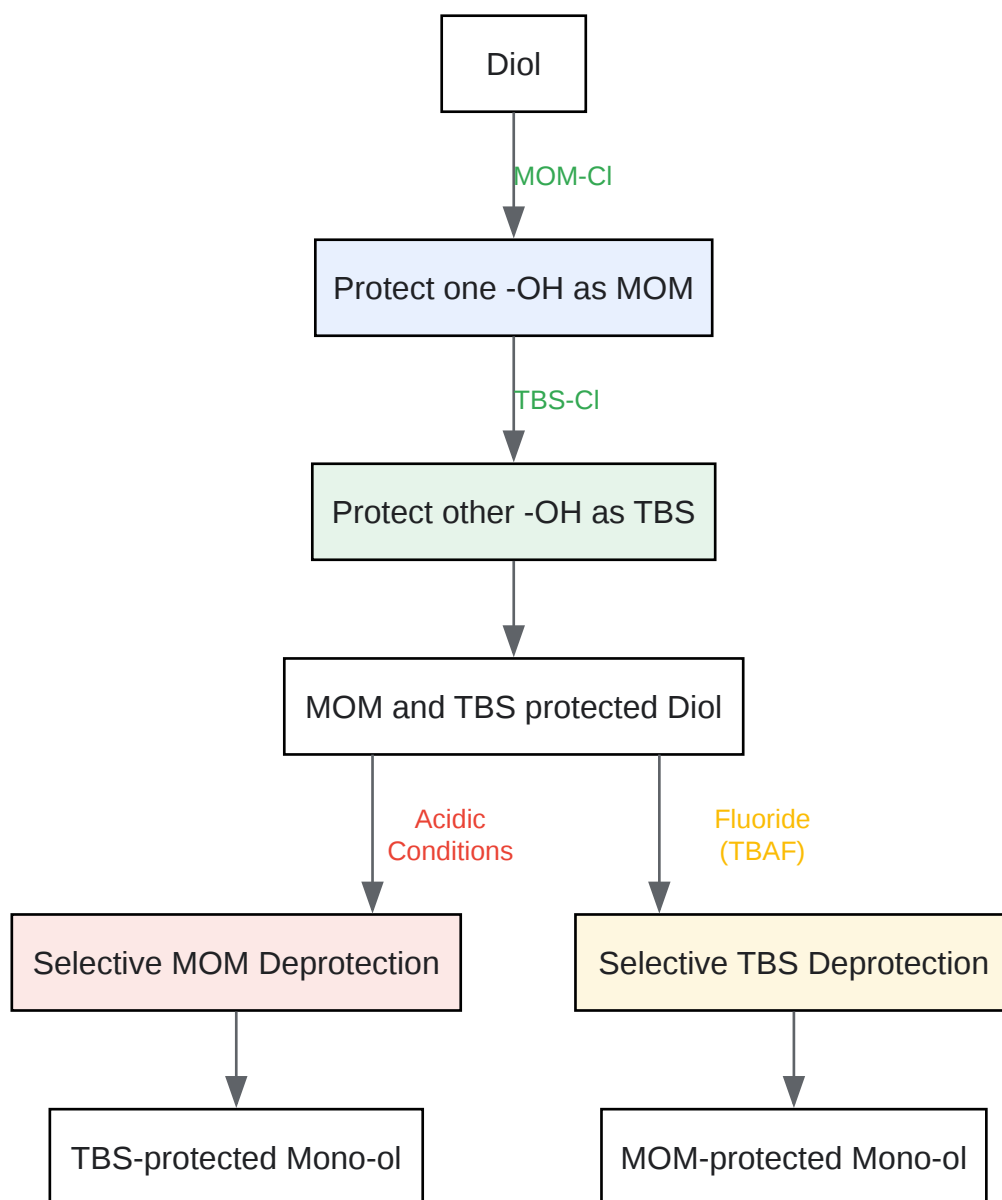 Diol
MOM-Cl
Protect one -OH as MOM
TBS-Cl
Protect other -OH as TBS
MOM and TBS protected Diol
Acidic
Conditions
Fluoride
(TBAF)
Selective MOM Deprotection
Selective TBS Deprotection
TBS-protected Mono-ol
MOM-protected Mono-ol